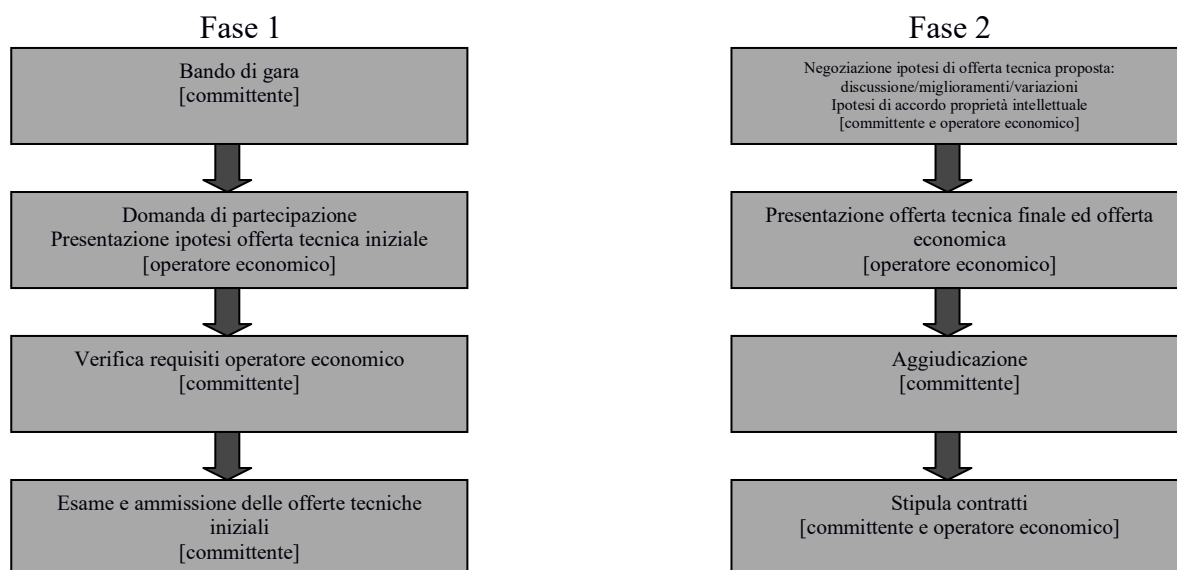 Fase 1
Bando di gara
[committente]
Domanda di partecipazione
Presentazione ipotesi offerta tecnica iniziale
[operatore economico]
Verifica requisiti operatore economico
[committente]
Esame e ammissione delle offerte tecniche
iniziali
[committente]
Fase 2
Negoziazione ipotesi di offerta tecnica proposta:
discussione/miglioramenti/variazioni
Ipotesi di accordo proprietà intellettuale
[committente e operatore economico]
Presentazione offerta tecnica finale ed offerta
economica
[operatore economico]
Aggiudicazione
[committente]
Stipula contratti
[committente e operatore economico]